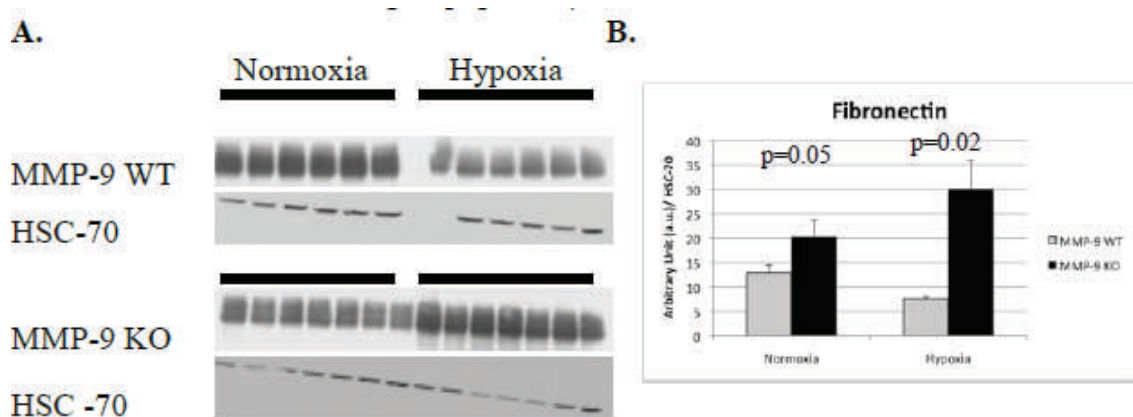 A.
B.
Normoxia Hypoxia
MMP-9 WT
HSC-70
MMP-9 KO
HSC -70
Fibronectin
p=0.05 p=0.02
40
35
30
25
20
15
10
5
0
Arbitrary Unit (a.u.)/ HSC-70
Normoxia Hypoxia
MMP-9 WT
MMP-9 KO